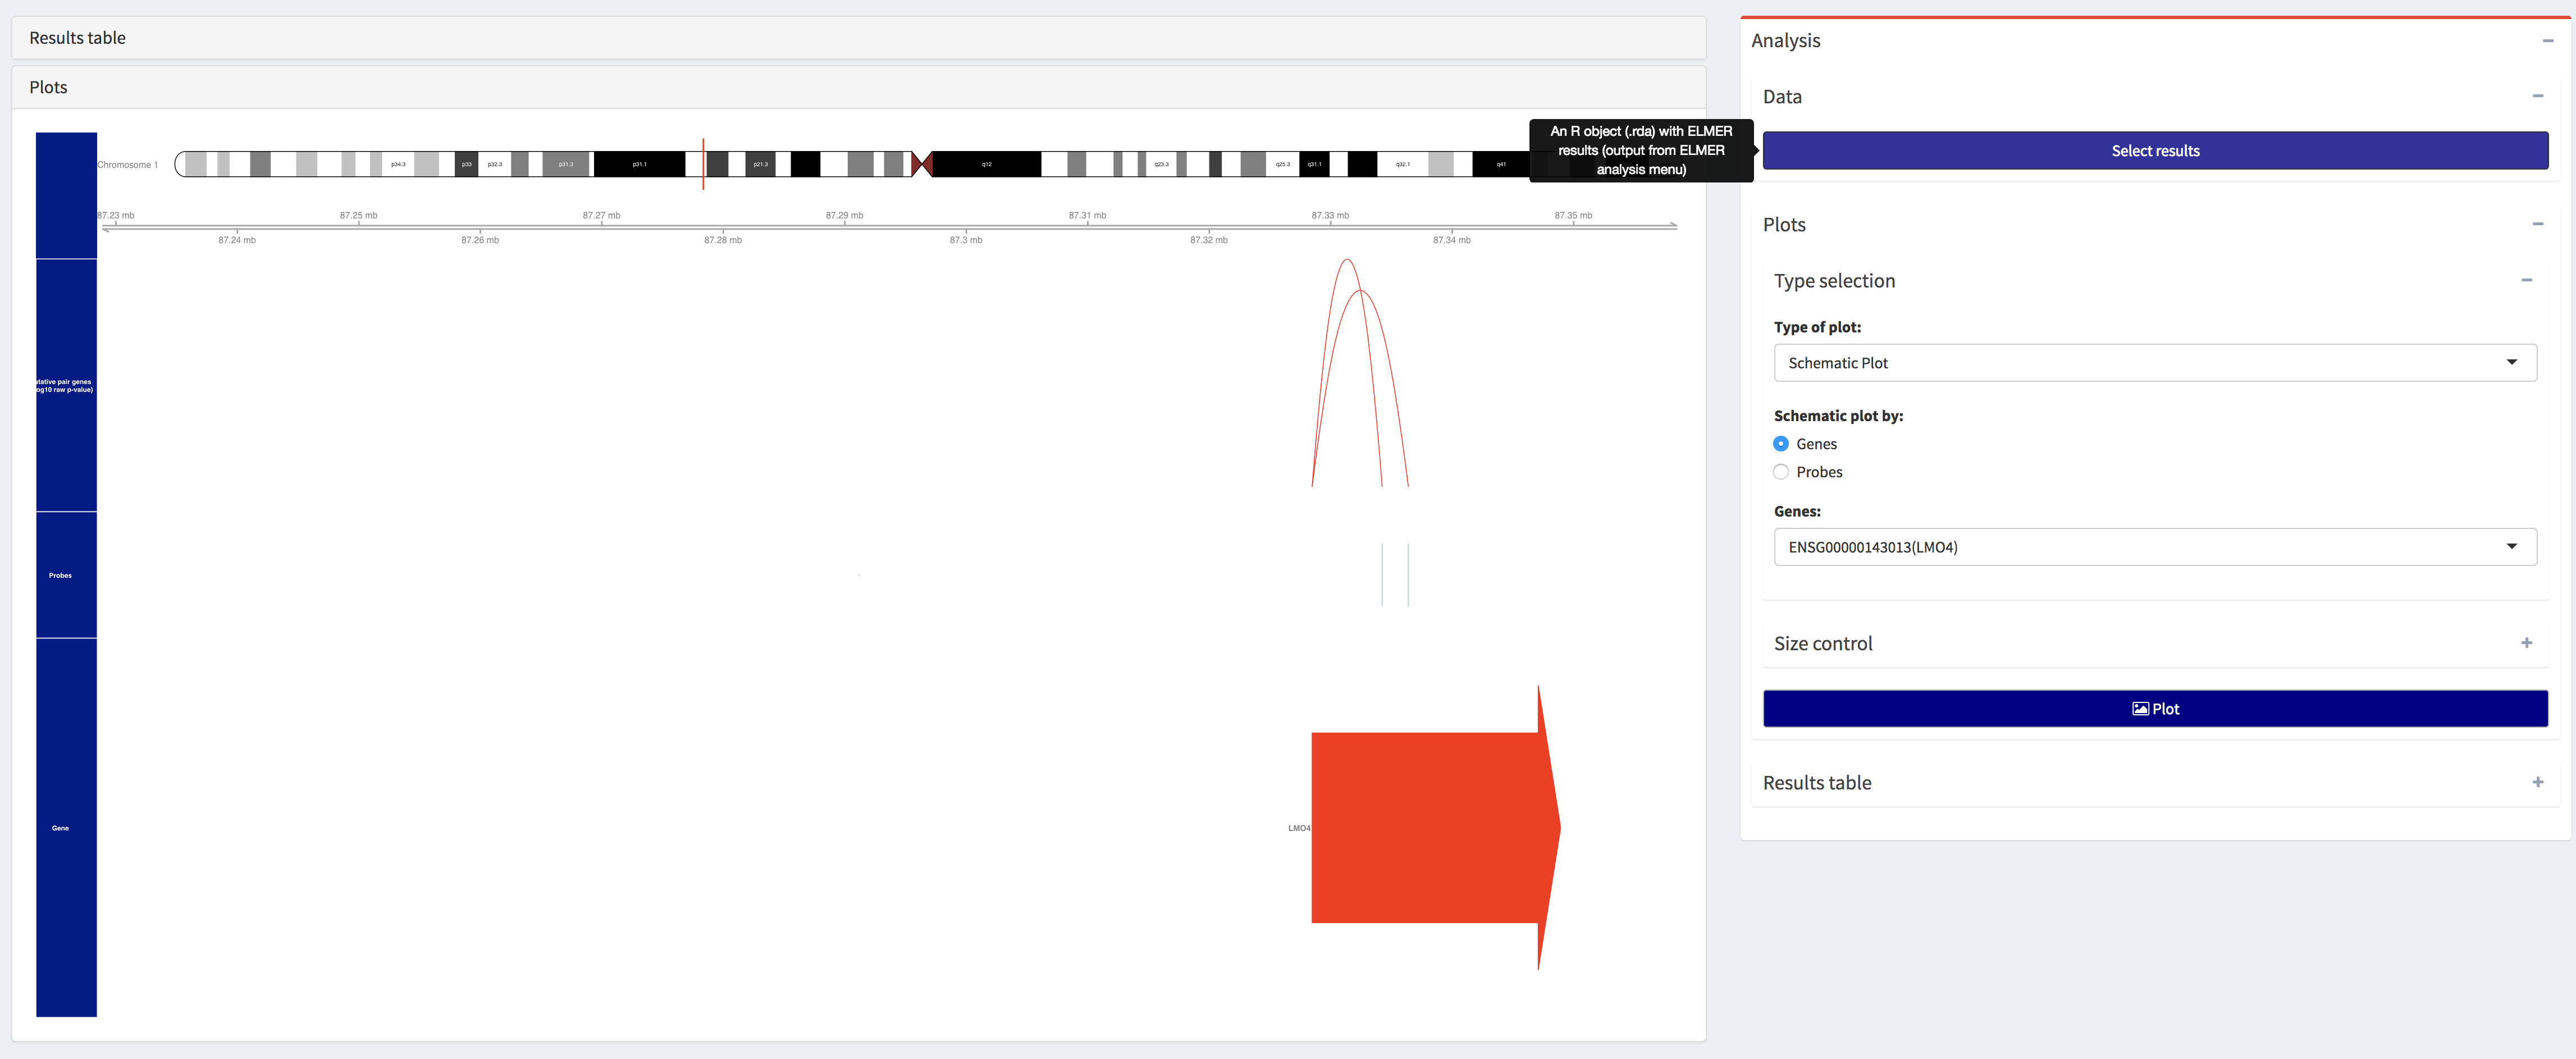 Results table
Plots
Chromosome 1
p34.3
p33
p32.3
p31.3
p31.1
p21.3
q12
q23.3
q25.3
q31.1
q32.1
q41
87.23 mb
87.25 mb
87.27 mb
87.29 mb
87.31 mb
87.33 mb
87.35 mb
87.24 mb
87.26 mb
87.28 mb
87.3 mb
87.32 mb
87.34 mb
pair genes
raw p-value)
Probes
Gene
LMO4
An R object (.rda) with ELMER
results (output from ELMER
analysis menu)
Analysis
Data
Select results
Plots
Type selection
Type of plot:
Schematic Plot
Schematic plot by:
Genes
Probes
Genes:
ENSG00000143013(LMO4)
Size control
Plot
Results table